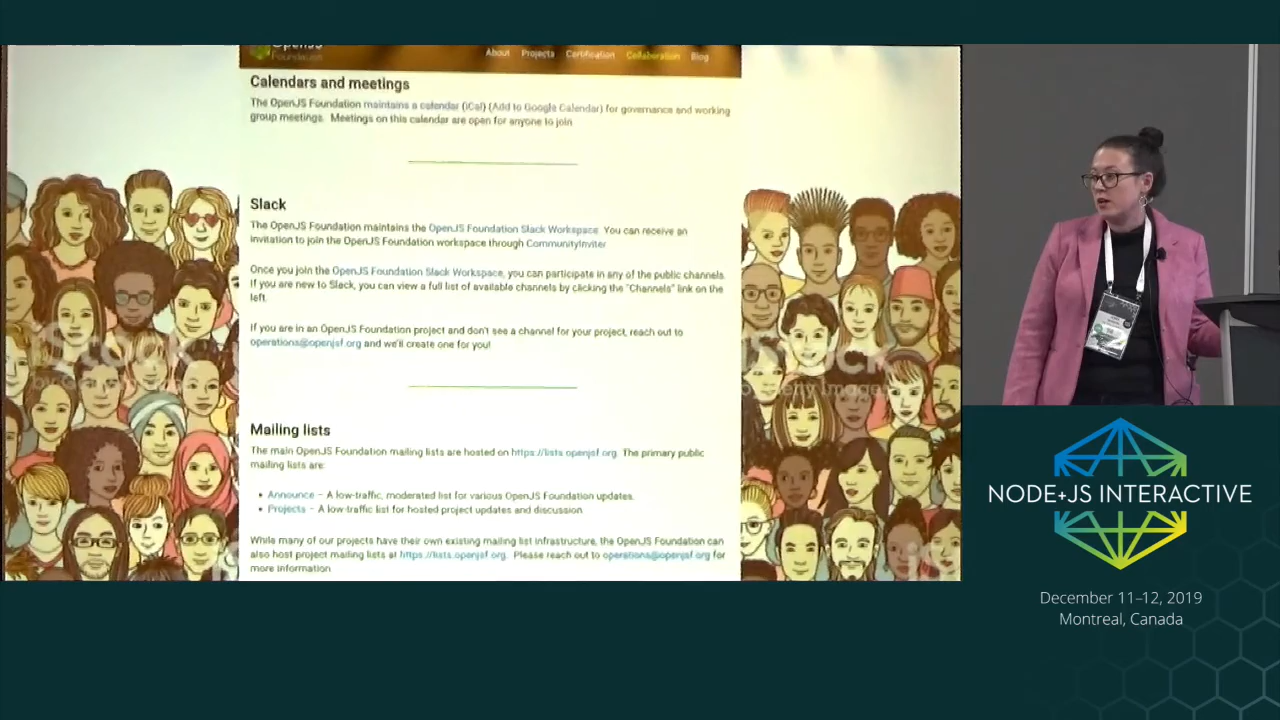 OpenJS
Foundation
About Projects Certification Collaboration Blog
Calendars and meetings
The OpenJS Foundation maintains a calendar (iCal) (Add to Google Calendar) for governance and working
group meetings. Meetings on this calendar are open for anyone to join
Slack
The OpenJS Foundation maintains the OpenJS Foundation Slack Workspace. You can receive an
invitation to join the OpenJS Foundation workspace through CommunityInviter
Once you join the OpenJS Foundation Slack Workspace, you can participate in any of the public channels.
If you are new to Slack, you can view a full list of available channels by clicking the "Channels" link on the
left.
If you are in an OpenJS Foundation project and don't see a channel for your project, reach out to
operations@openjsf.org and we'll create one for you!
Mailing lists
The main OpenJS Foundation mailing lists are hosted on https://lists.openjsf.org. The primary public
mailing lists are:
• Announce – A low-traffic, moderated list for various OpenJS Foundation updates.
• Projects – A low-traffic list for hosted project updates and discussion
While many of our projects have their own existing mailing list infrastructure, the OpenJS Foundation can
also host project mailing lists at https://lists.openjsf.org. Please reach out to operations@openjsf.org for
more information
iStock
by Getty Images
NODE+JS INTERACTIVE
December 11–12, 2019
Montreal, Canada